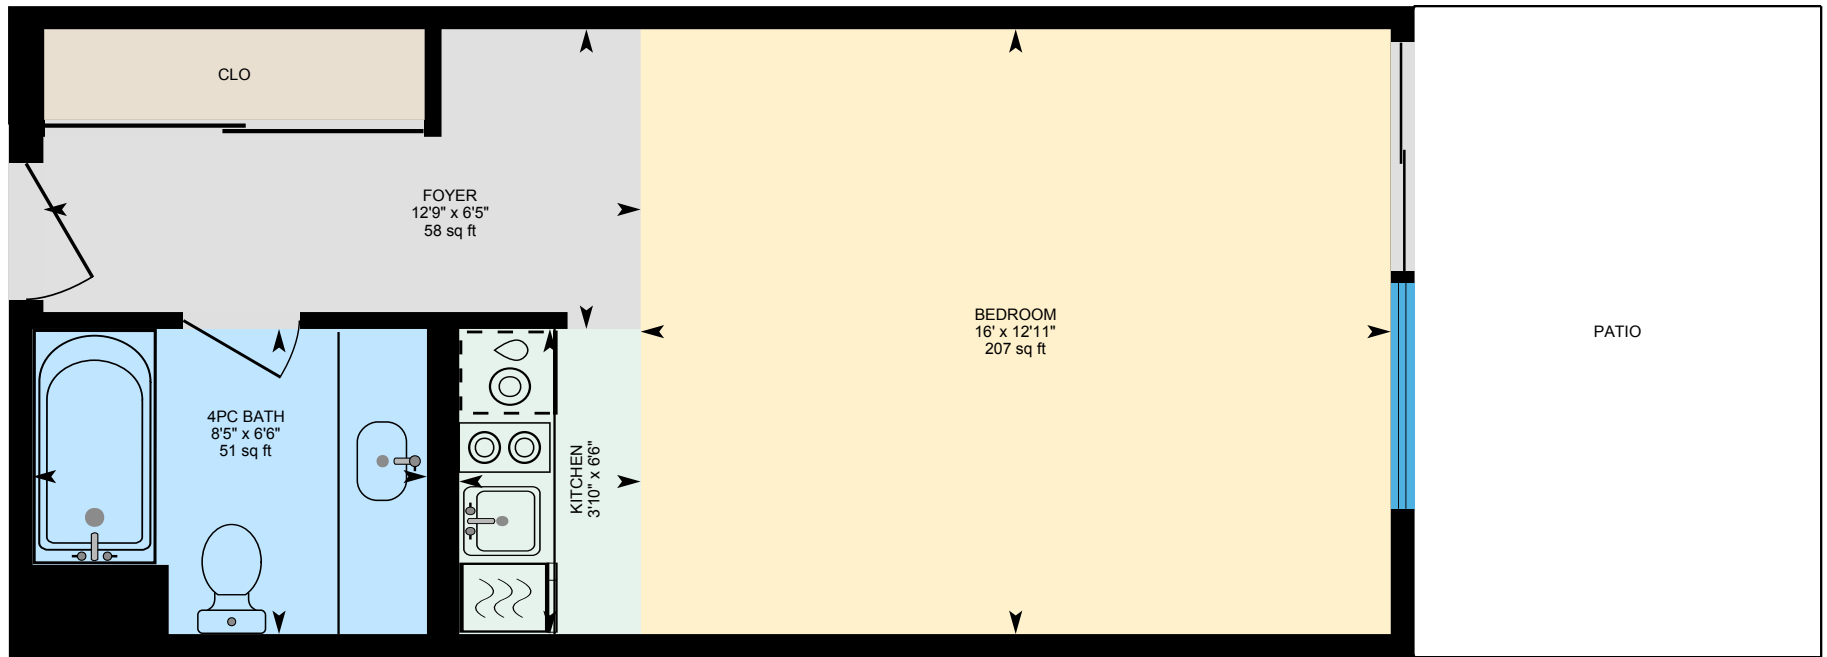 CLO
FOYER
12'9" x 6'5"
58 sq ft
BEDROOM
16' x 12'11"
207 sq ft
PATIO
4PC BATH
8'5" x 6'6"
51 sq ft
KITCHEN
3'10" x 6'6"